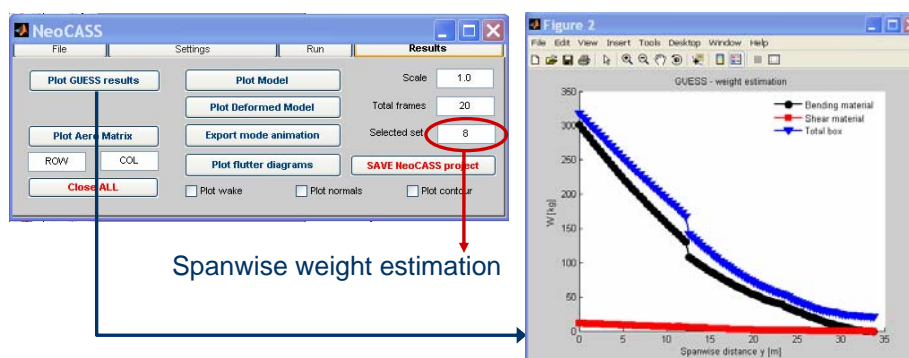 NeoCASS
File Settings Run Results
Plot GUESS results Plot Model Scale 1.0
Plot Deformed Model Total frames 20
Plot Aero Matrix Export mode animation Selected set 8
ROW COL Plot flutter diagrams SAVE NeoCASS project
Close ALL Plot wake Plot normals Plot contour
Spanwise weight estimation
Figure 2
File Edit View Insert Tools Desktop Window Help
GUESS - weight estimation
Bending material
Shear material
Total box
W [kg]
350
300
250
200
150
100
50
0
0 5 10 15 20 25 30 35
Spanwise distance y [m]